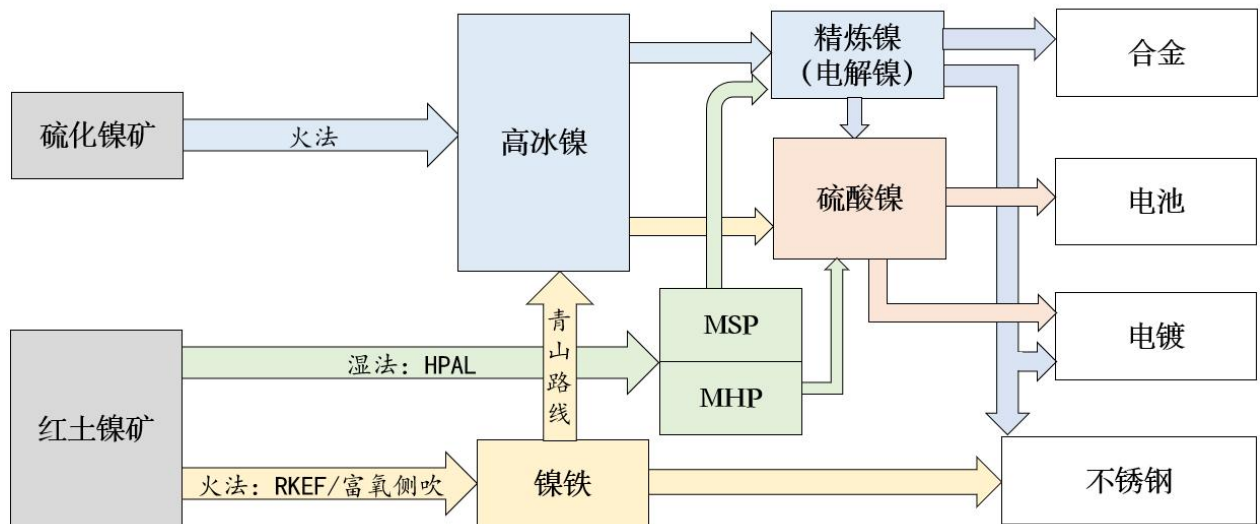 硫化镍矿
火法
高冰镍
精炼镍
（电解镍）
合金
硫酸镍
电池
电镀
不锈钢
红土镍矿
湿法：HPAL
火法：RKEF/富氧侧吹
青山路线
MSP
MHP
镍铁